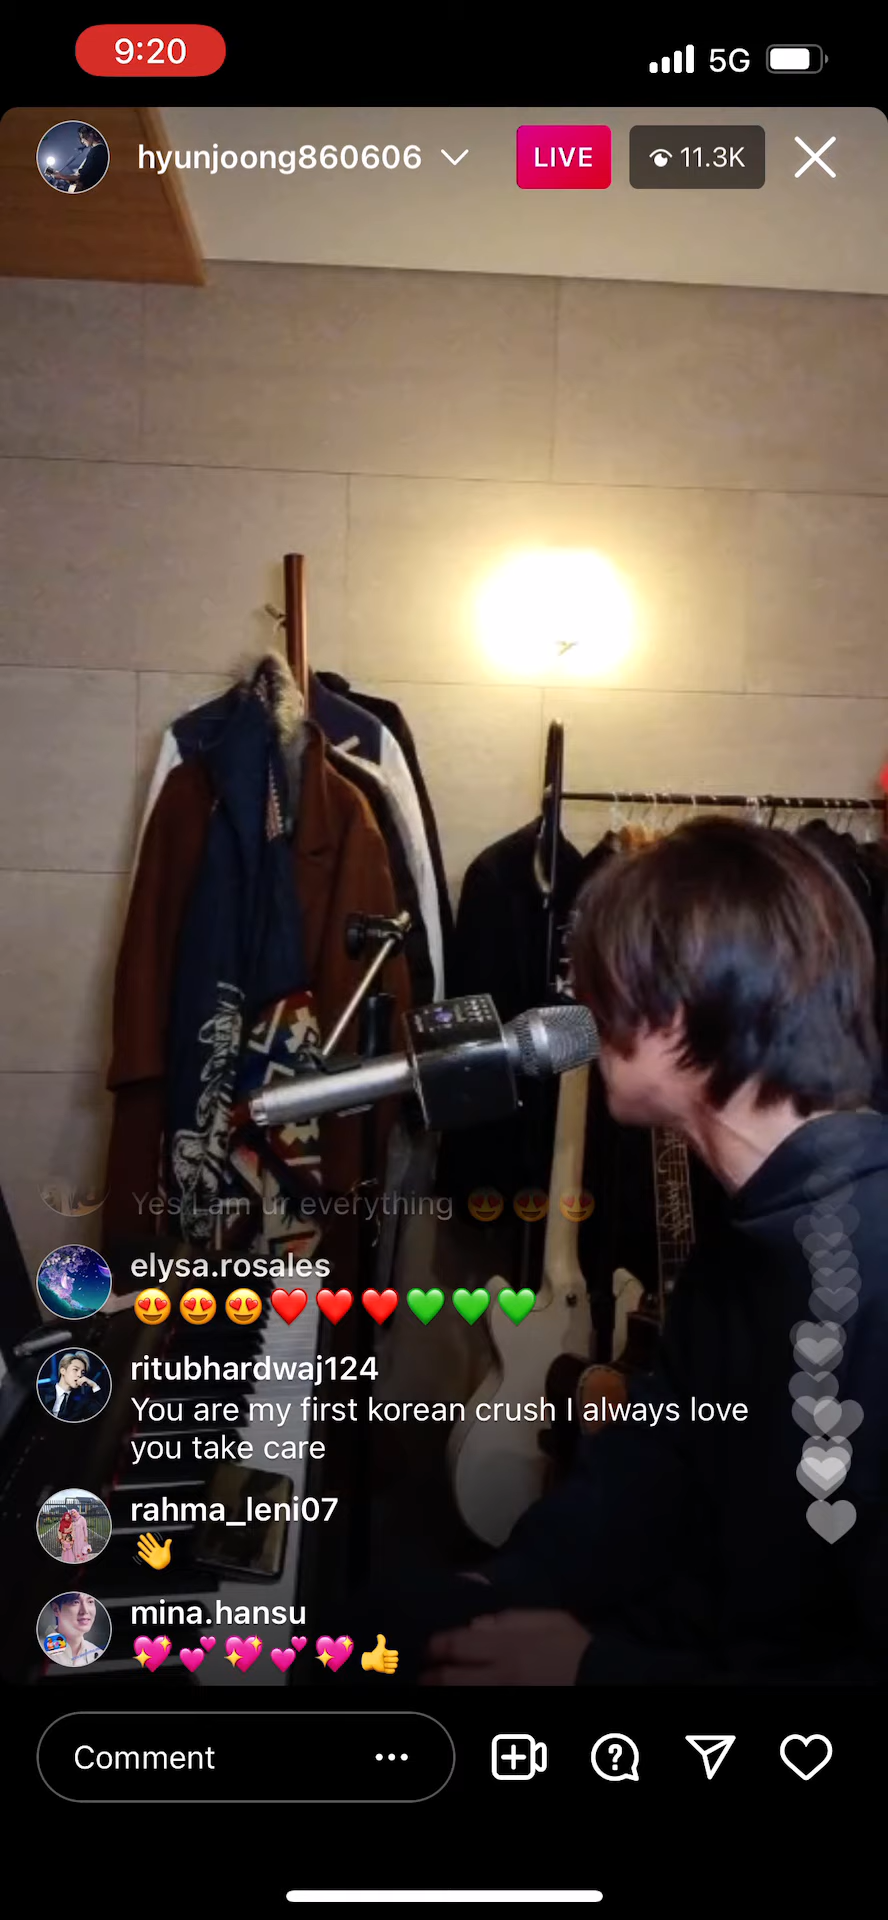 9:20
5G
hyunjoong860606
LIVE
11.3K
Yes I am ur everything 😍😍😍
elysa.rosales
😍😍😍❤️❤️❤️💚💚💚
ritubhardwaj124
You are my first korean crush I always love
you take care
rahma_leni07
👋
mina.hansu
💖💕💖💕💖👍
Comment